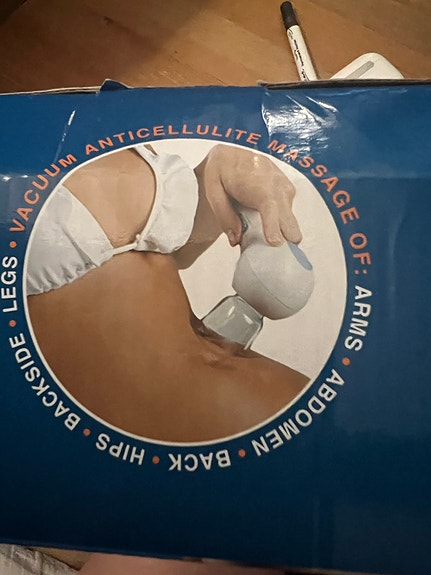 VACUUM ANTICELLULITE MASSAGE OF: ARMS • ABDOMEN • BACK • HIPS • BACKSIDE • LEGS •